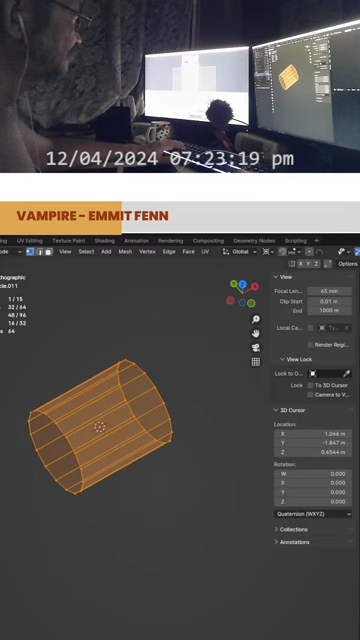 12/04/2024 07:23:19 pm
VAMPIRE - EMMIT FENN
UV Editing Texture Paint Shading Animation Rendering Compositing Geometry Nodes Scripting +
View Select Add Mesh Vertex Edge Face UV Global
X Y Z Options
thographic
cle.011
1 / 15
32 / 64
48 / 96
16 / 32
64
View
Focal Len... 65 mm
Clip Start 0.01 m
End 1000 m
Local Ca...
Render Regi...
View Lock
Lock to O...
Lock To 3D Cursor
Camera to V...
3D Cursor
Location:
X 1.066 m
Y -1.847 m
Z 0.6544 m
Rotation:
W 0.000
X 0.000
Y 0.000
Z 0.000
Quaternion (WXYZ)
Collections
Annotations